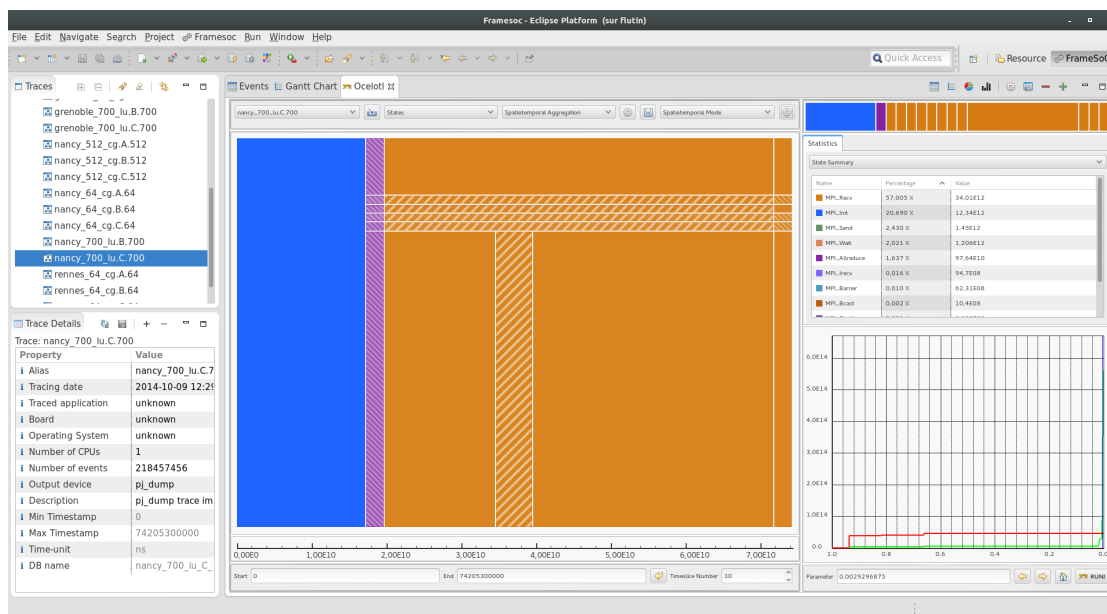 Framesoc - Eclipse Platform (sur flutin)
File Edit Navigate Search Project Framesoc Run Window Help
Quick Access Resource FrameSoC
Traces
grenoble_700_lu.B.700
grenoble_700_lu.C.700
nancy_512_cg.A.512
nancy_512_cg.B.512
nancy_512_cg.C.512
nancy_64_cg.A.64
nancy_64_cg.B.64
nancy_64_cg.C.64
nancy_700_lu.B.700
nancy_700_lu.C.700
rennes_64_cg.A.64
rennes_64_cg.B.64
Trace Details
Trace: nancy_700_lu.C.700
Property Value
Alias nancy_700_lu.C.7
Tracing date 2014-10-09 12:29
Traced application unknown
Board unknown
Operating System unknown
Number of CPUs 1
Number of events 218457456
Output device pj_dump
Description pj_dump trace im
Min Timestamp 0
Max Timestamp 74205300000
Time-unit ns
DB name nancy_700_lu_C_
Events Gantt Chart Ocelotl
nancy_700_lu.C.700 States Spatiotemporal Aggregation Spatiotemporal Mode
0,00E0 1,00E10 2,00E10 3,00E10 4,00E10 5,00E10 6,00E10 7,00E10
Start 0 End 74205300000 Timeslice Number 30
Statistics
State Summary
Name Percentage Value
MPI_Recv 57,005 % 34,01E12
MPI_Init 20,690 % 12,34E12
MPI_Send 2,430 % 1,45E12
MPI_Wait 2,021 % 1,206E12
MPI_Allreduce 1,637 % 97,64E10
MPI_Irecv 0,016 % 94,7E08
MPI_Barrier 0,010 % 62,31E08
MPI_Bcast 0,002 % 10,4E08
6,0E14
5,0E14
4,0E14
3,0E14
2,0E14
1,0E14
0.0
1.0 0.8 0.6 0.4 0.2 0.0
Parameter 0.0029296875 RUN!